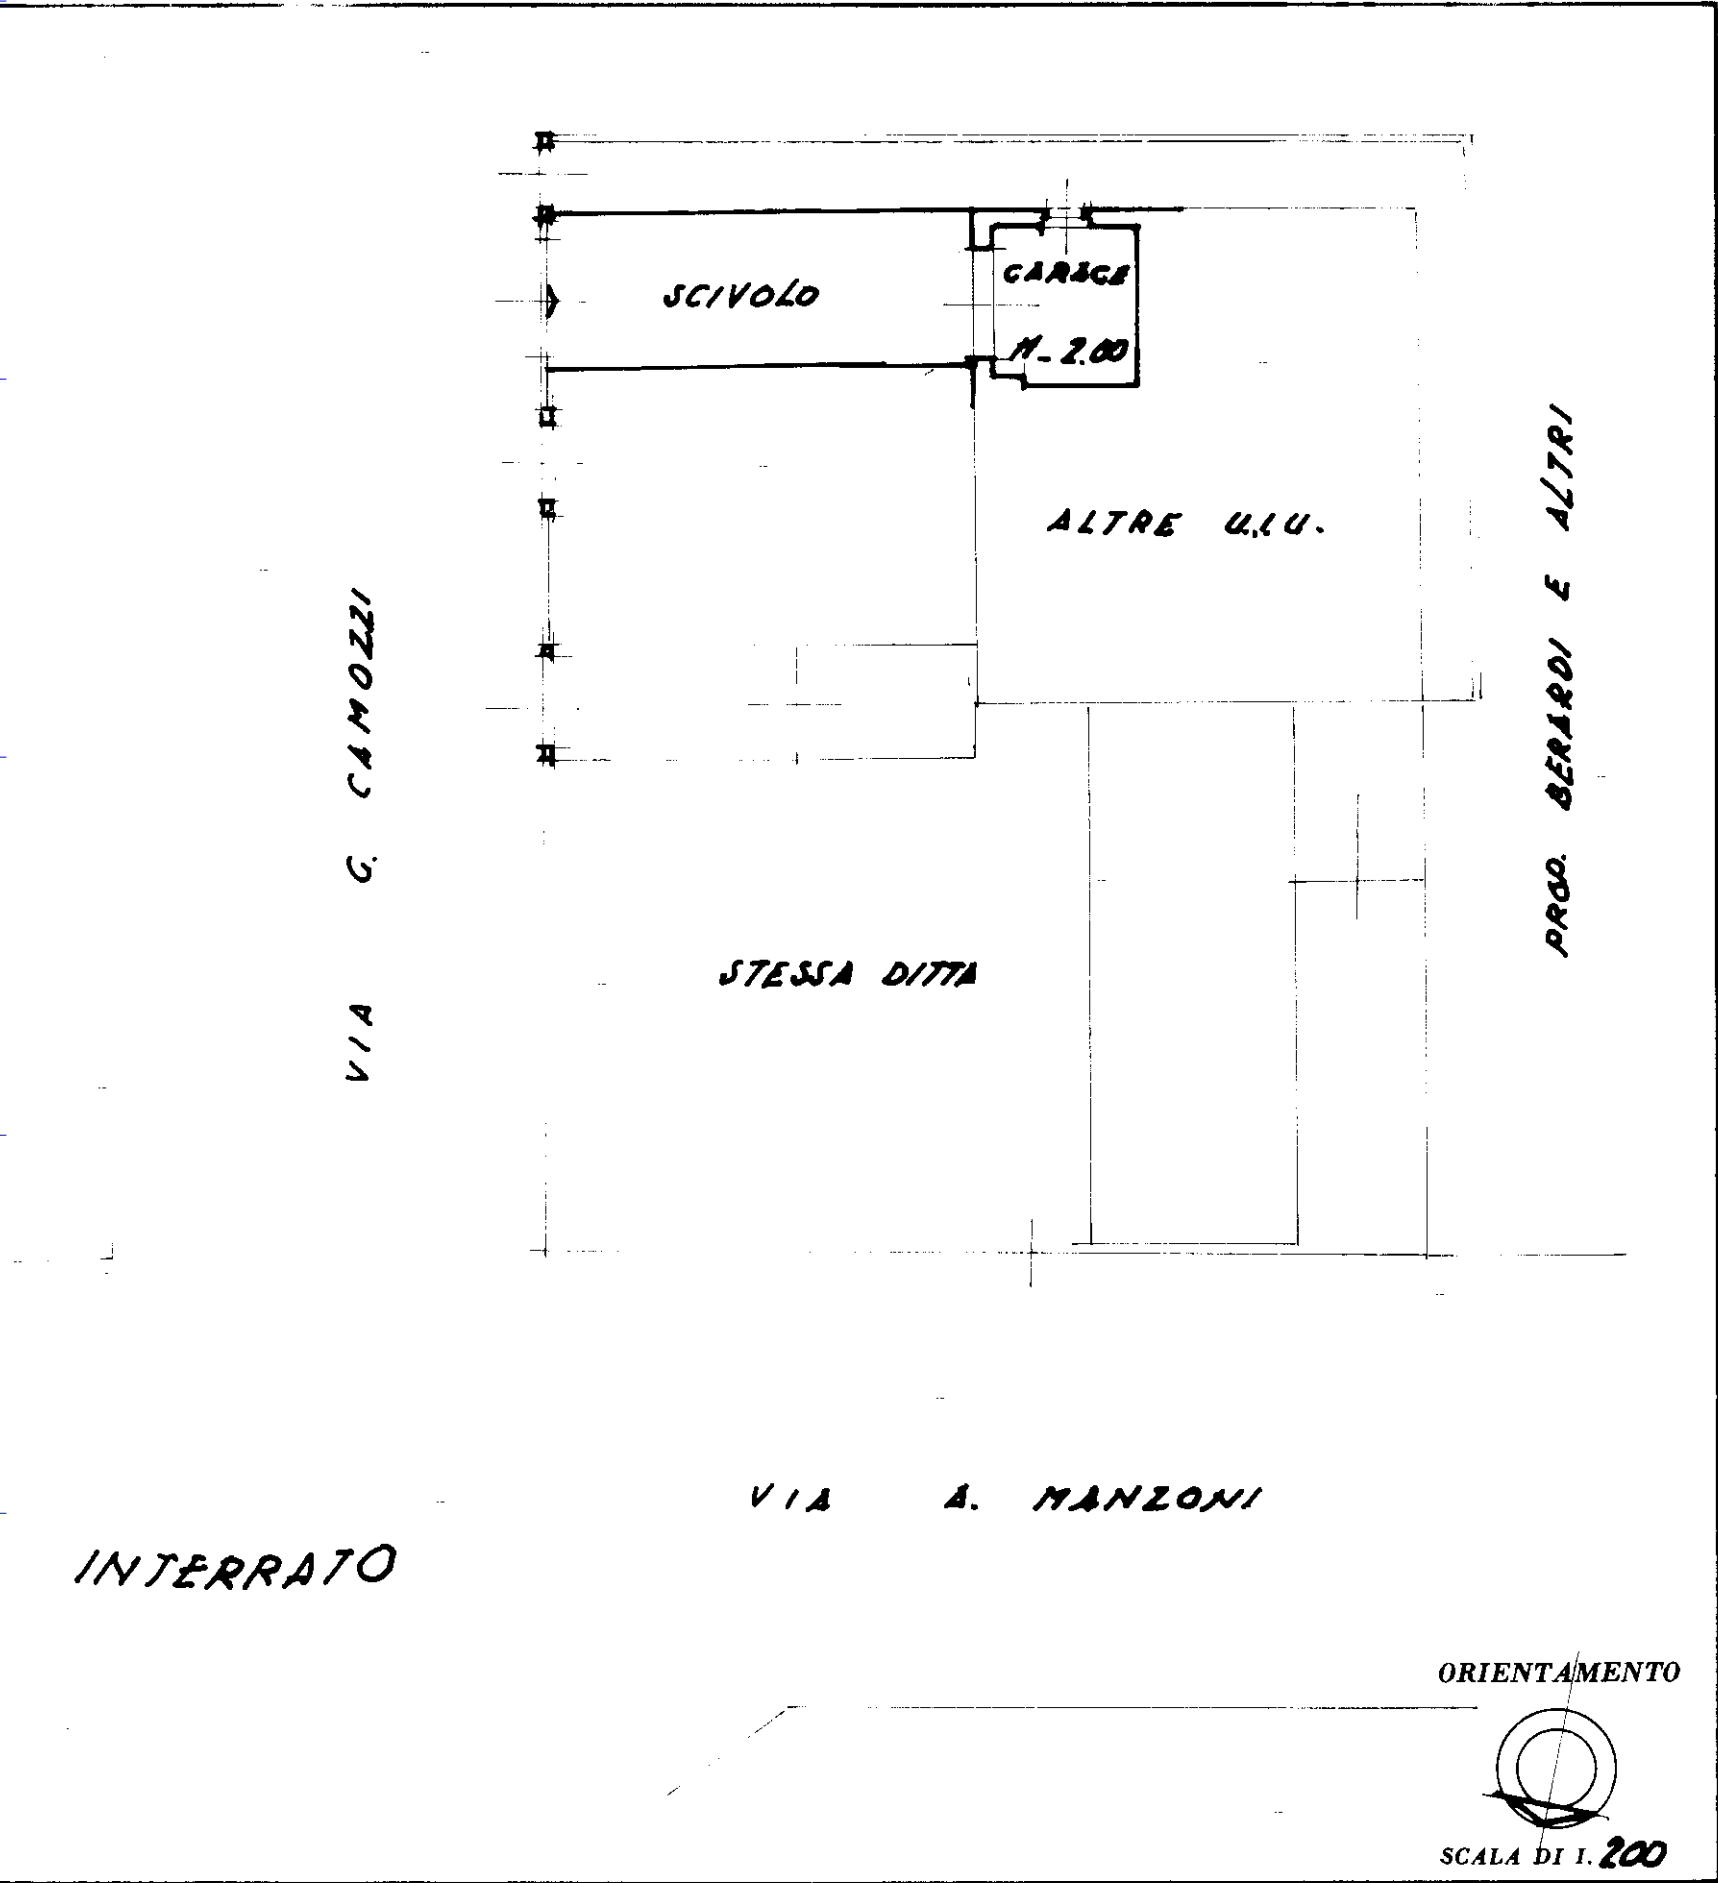 SCIVOLO
GARAGE
H_2.00
ALTRE U.I.U.
VIA G. CAMOZZI
PROP. BERARDI E ALTRI
STESSA DITTA
VIA A. MANZONI
INTERRATO
ORIENTAMENTO
SCALA DI I. 200